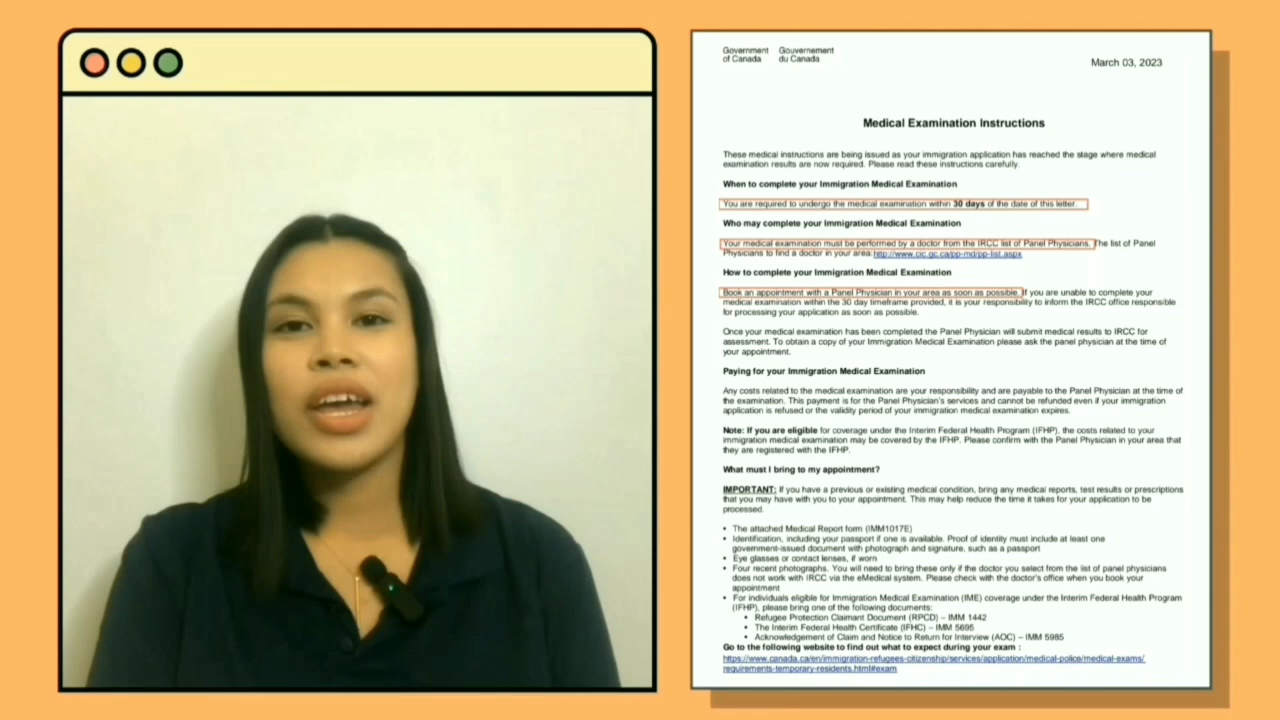 Government Gouvernement
of Canada du Canada
March 03, 2023
Medical Examination Instructions
These medical instructions are being issued as your immigration application has reached the stage where medical
examination results are now required. Please read these instructions carefully.
When to complete your Immigration Medical Examination
You are required to undergo the medical examination within 30 days of the date of this letter.
Who may complete your Immigration Medical Examination
Your medical examination must be performed by a doctor from the IRCC list of Panel Physicians. The list of Panel
Physicians to find a doctor in your area:http://www.cic.gc.ca/pp-md/pp-list.aspx
How to complete your Immigration Medical Examination
Book an appointment with a Panel Physician in your area as soon as possible. If you are unable to complete your
medical examination within the 30 day timeframe provided, it is your responsibility to inform the IRCC office responsible
for processing your application as soon as possible.
Once your medical examination has been completed the Panel Physician will submit medical results to IRCC for
assessment. To obtain a copy of your Immigration Medical Examination please ask the panel physician at the time of
your appointment.
Paying for your Immigration Medical Examination
Any costs related to the medical examination are your responsibility and are payable to the Panel Physician at the time of
the examination. This payment is for the Panel Physician's services and cannot be refunded even if your immigration
application is refused or the validity period of your immigration medical examination expires.
Note: If you are eligible for coverage under the Interim Federal Health Program (IFHP), the costs related to your
immigration medical examination may be covered by the IFHP. Please confirm with the Panel Physician in your area that
they are registered with the IFHP.
What must I bring to my appointment?
IMPORTANT: If you have a previous or existing medical condition, bring any medical reports, test results or prescriptions
that you may have with you to your appointment. This may help reduce the time it takes for your application to be
processed.
• The attached Medical Report form (IMM1017E)
• Identification, including your passport if one is available. Proof of identity must include at least one
government-issued document with photograph and signature, such as a passport
• Eye glasses or contact lenses, if worn
• Four recent photographs. You will need to bring these only if the doctor you select from the list of panel physicians
does not work with IRCC via the eMedical system. Please check with the doctor's office when you book your
appointment
• For individuals eligible for Immigration Medical Examination (IME) coverage under the Interim Federal Health Program
(IFHP), please bring one of the following documents:
• Refugee Protection Claimant Document (RPCD) – IMM 1442
• The Interim Federal Health Certificate (IFHC) – IMM 5695
• Acknowledgement of Claim and Notice to Return for Interview (AOC) – IMM 5985
Go to the following website to find out what to expect during your exam :
https://www.canada.ca/en/immigration-refugees-citizenship/services/application/medical-police/medical-exams/
requirements-temporary-residents.html#exam